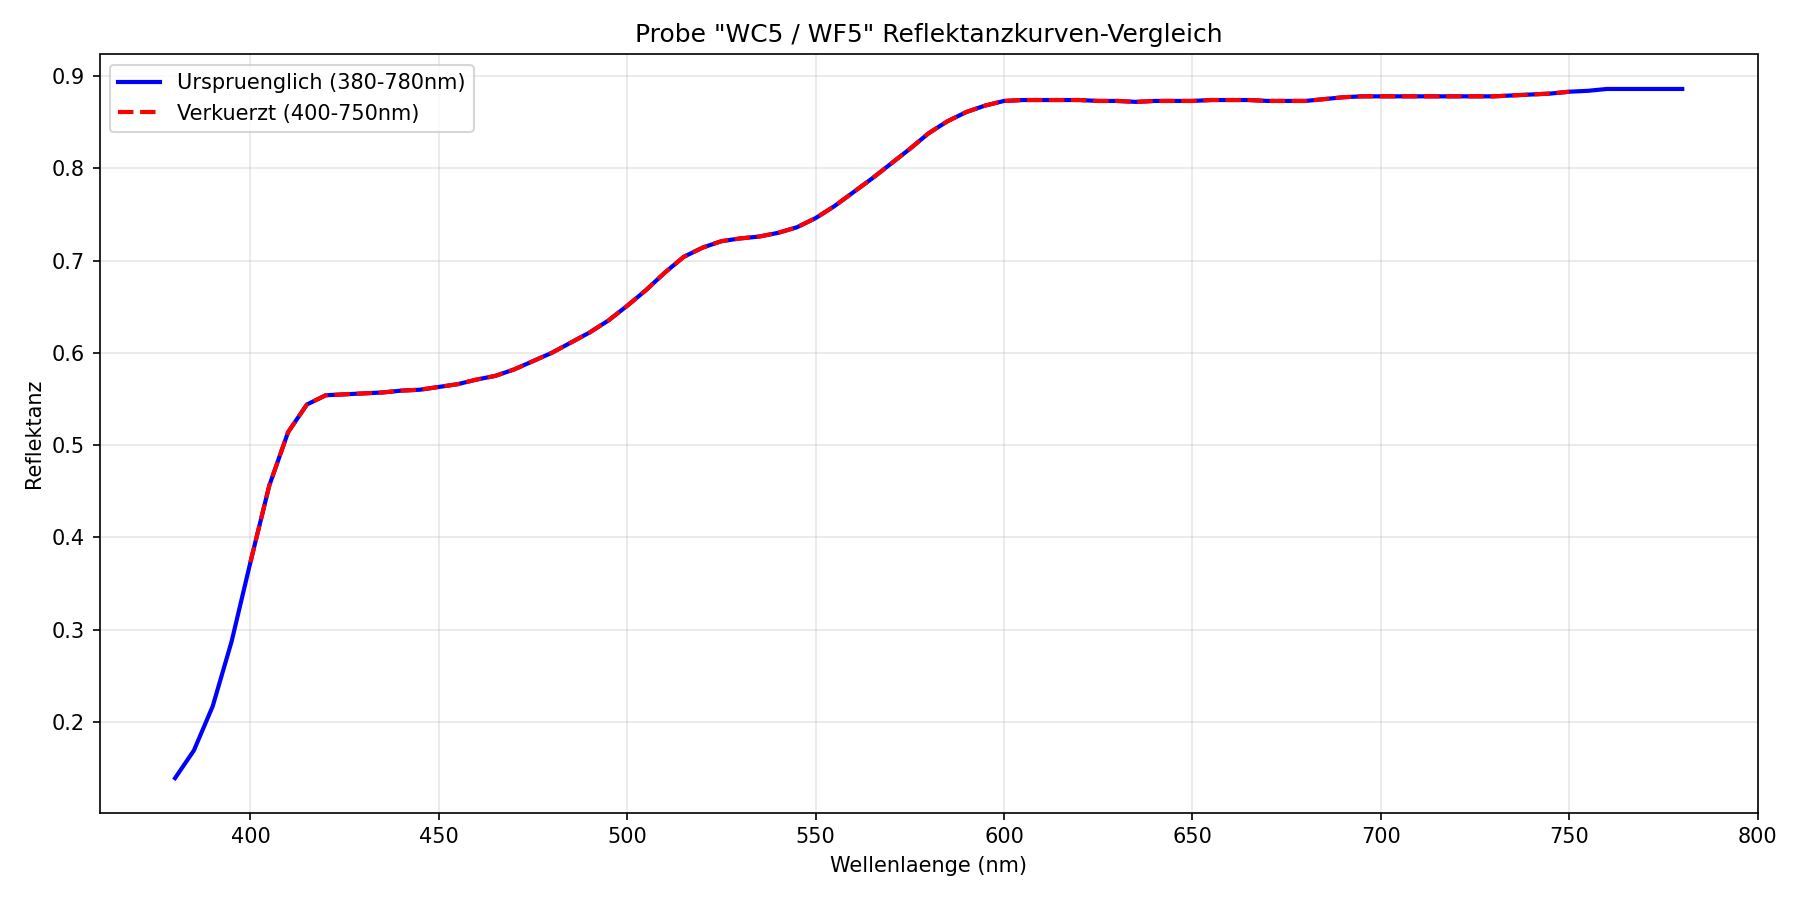 Probe "WC5 / WF5" Reflektanzkurven-Vergleich
Urspruenglich (380-780nm)
Verkuerzt (400-750nm)
0.9
0.8
0.7
0.6
0.5
0.4
0.3
0.2
Reflektanz
400 450 500 550 600 650 700 750 800
Wellenlaenge (nm)